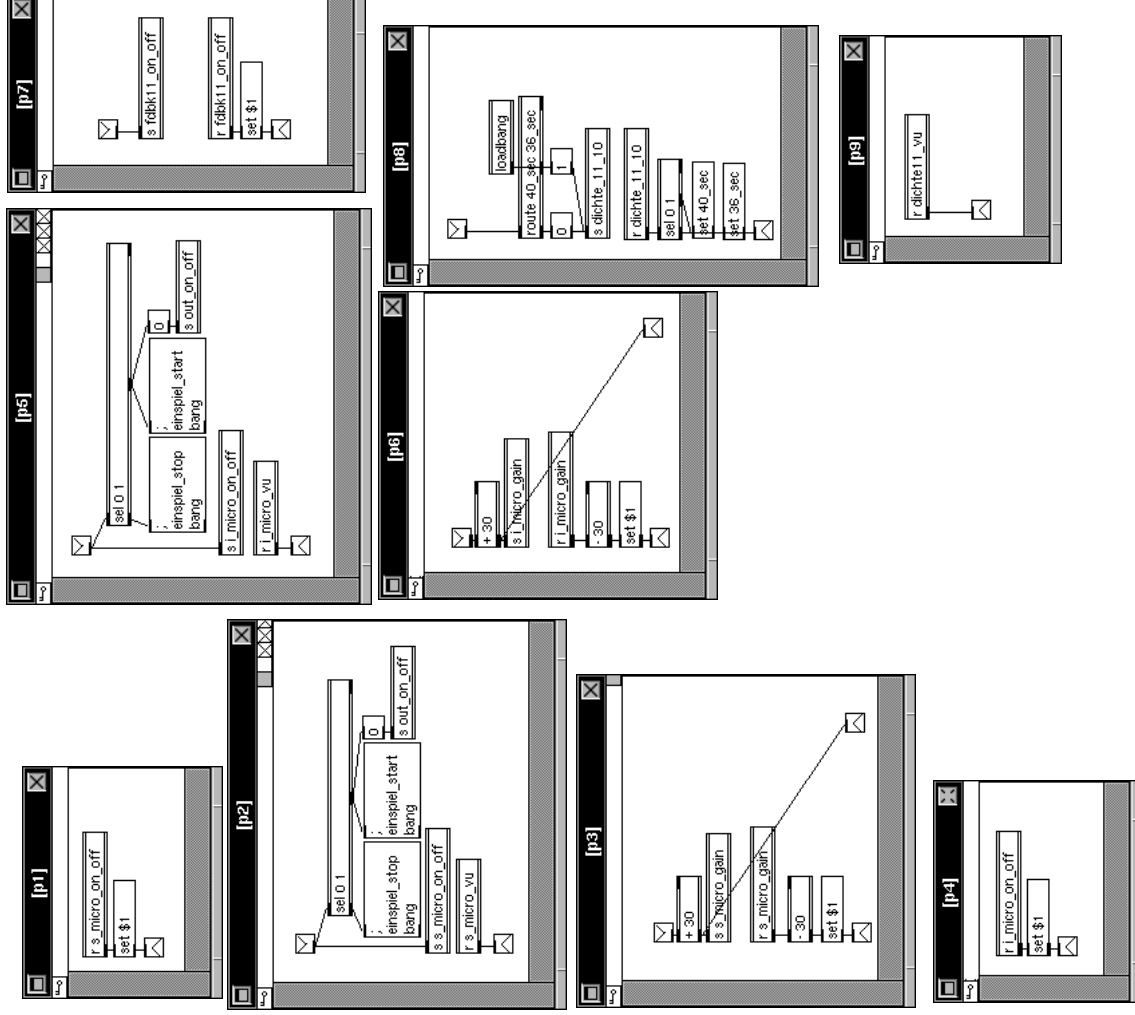 [p1]
r s_micro_on_off
set $1
[p2]
sel 0 1
;
einspiel_stop
bang
;
einspiel_start
bang
0
s out_on_off
s s_micro_on_off
r s_micro_vu
[p3]
+ 30
s s_micro_gain
r s_micro_gain
- 30
set $1
[p4]
r i_micro_on_off
set $1
[p5]
sel 0 1
;
einspiel_stop
bang
;
einspiel_start
bang
0
s out_on_off
s i_micro_on_off
r i_micro_vu
[p6]
+ 30
s i_micro_gain
r i_micro_gain
- 30
set $1
[p7]
s fdbk11_on_off
r fdbk11_on_off
set $1
[p8]
loadbang
route 40_sec 36_sec
0
1
s dichte_11_10
r dichte_11_10
sel 0 1
set 40_sec
set 36_sec
[p9]
r dichte11_vu